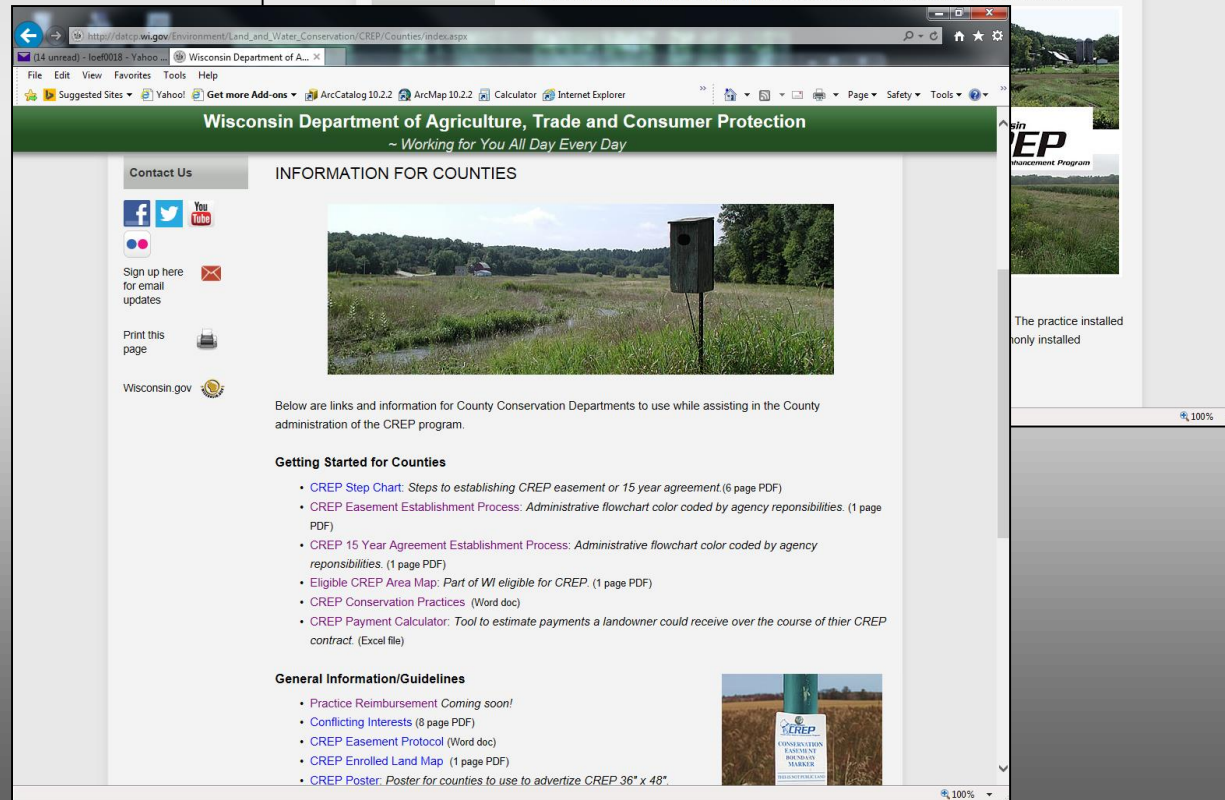 http://datcp.wi.gov/Environment/Land_and_Water_Conservation/CREP/Counties/index.aspx
(14 unread) - loef0018 - Yahoo ... Wisconsin Department of A... ×
File Edit View Favorites Tools Help
Suggested Sites Yahoo! Get more Add-ons ArcCatalog 10.2.2 ArcMap 10.2.2 Calculator Internet Explorer » Page Safety Tools »
Wisconsin Department of Agriculture, Trade and Consumer Protection
~ Working for You All Day Every Day
Contact Us
You
Tube
Sign up here
for email
updates
Print this
page
Wisconsin.gov
INFORMATION FOR COUNTIES
Below are links and information for County Conservation Departments to use while assisting in the County
administration of the CREP program.
Getting Started for Counties
• CREP Step Chart: Steps to establishing CREP easement or 15 year agreement.(6 page PDF)
• CREP Easement Establishment Process: Administrative flowchart color coded by agency reponsibilities. (1 page
PDF)
• CREP 15 Year Agreement Establishment Process: Administrative flowchart color coded by agency
reponsibilities. (1 page PDF)
• Eligible CREP Area Map: Part of WI eligible for CREP. (1 page PDF)
• CREP Conservation Practices (Word doc)
• CREP Payment Calculator: Tool to estimate payments a landowner could receive over the course of thier CREP
contract. (Excel file)
General Information/Guidelines
• Practice Reimbursement Coming soon!
• Conflicting Interests (8 page PDF)
• CREP Easement Protocol (Word doc)
• CREP Enrolled Land Map (1 page PDF)
• CREP Poster: Poster for counties to use to advertize CREP 36" x 48".
CREP
CONSERVATION
EASEMENT
BOUNDARY
MARKER
100%
sin
EP
nhancement Program
The practice installed
only installed
100%